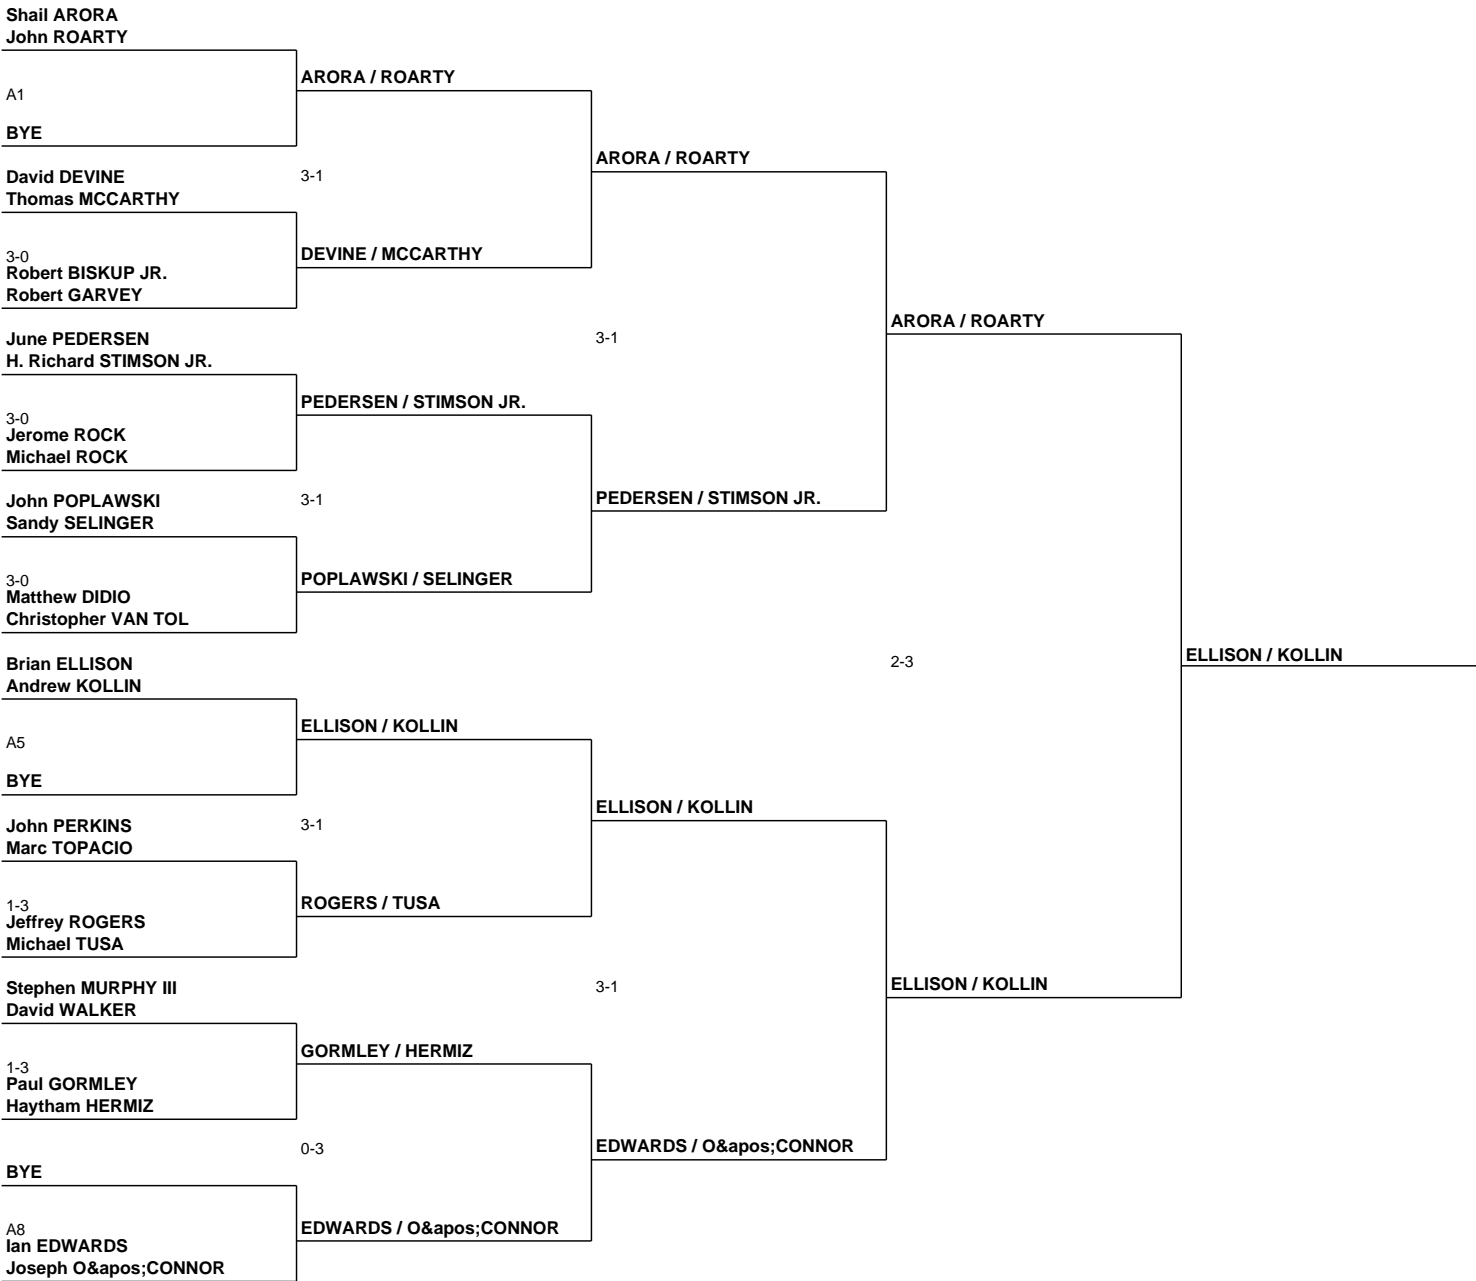 Shail ARORA
John ROARTY
ARORA / ROARTY
A1
BYE
ARORA / ROARTY
David DEVINE
3-1
Thomas MCCARTHY
3-0
DEVINE / MCCARTHY
Robert BISKUP JR.
Robert GARVEY
ARORA / ROARTY
June PEDERSEN
3-1
H. Richard STIMSON JR.
PEDERSEN / STIMSON JR.
3-0
Jerome ROCK
Michael ROCK
John POPLAWSKI
3-1
PEDERSEN / STIMSON JR.
Sandy SELINGER
3-0
POPLAWSKI / SELINGER
Matthew DIDIO
Christopher VAN TOL
Brian ELLISON
2-3
ELLISON / KOLLIN
Andrew KOLLIN
ELLISON / KOLLIN
A5
BYE
ELLISON / KOLLIN
John PERKINS
3-1
Marc TOPACIO
1-3
ROGERS / TUSA
Jeffrey ROGERS
Michael TUSA
Stephen MURPHY III
3-1
ELLISON / KOLLIN
David WALKER
GORMLEY / HERMIZ
1-3
Paul GORMLEY
Haytham HERMIZ
0-3
EDWARDS / O&amp;apos;CONNOR
BYE
A8
EDWARDS / O&amp;apos;CONNOR
Ian EDWARDS
Joseph O&amp;apos;CONNOR